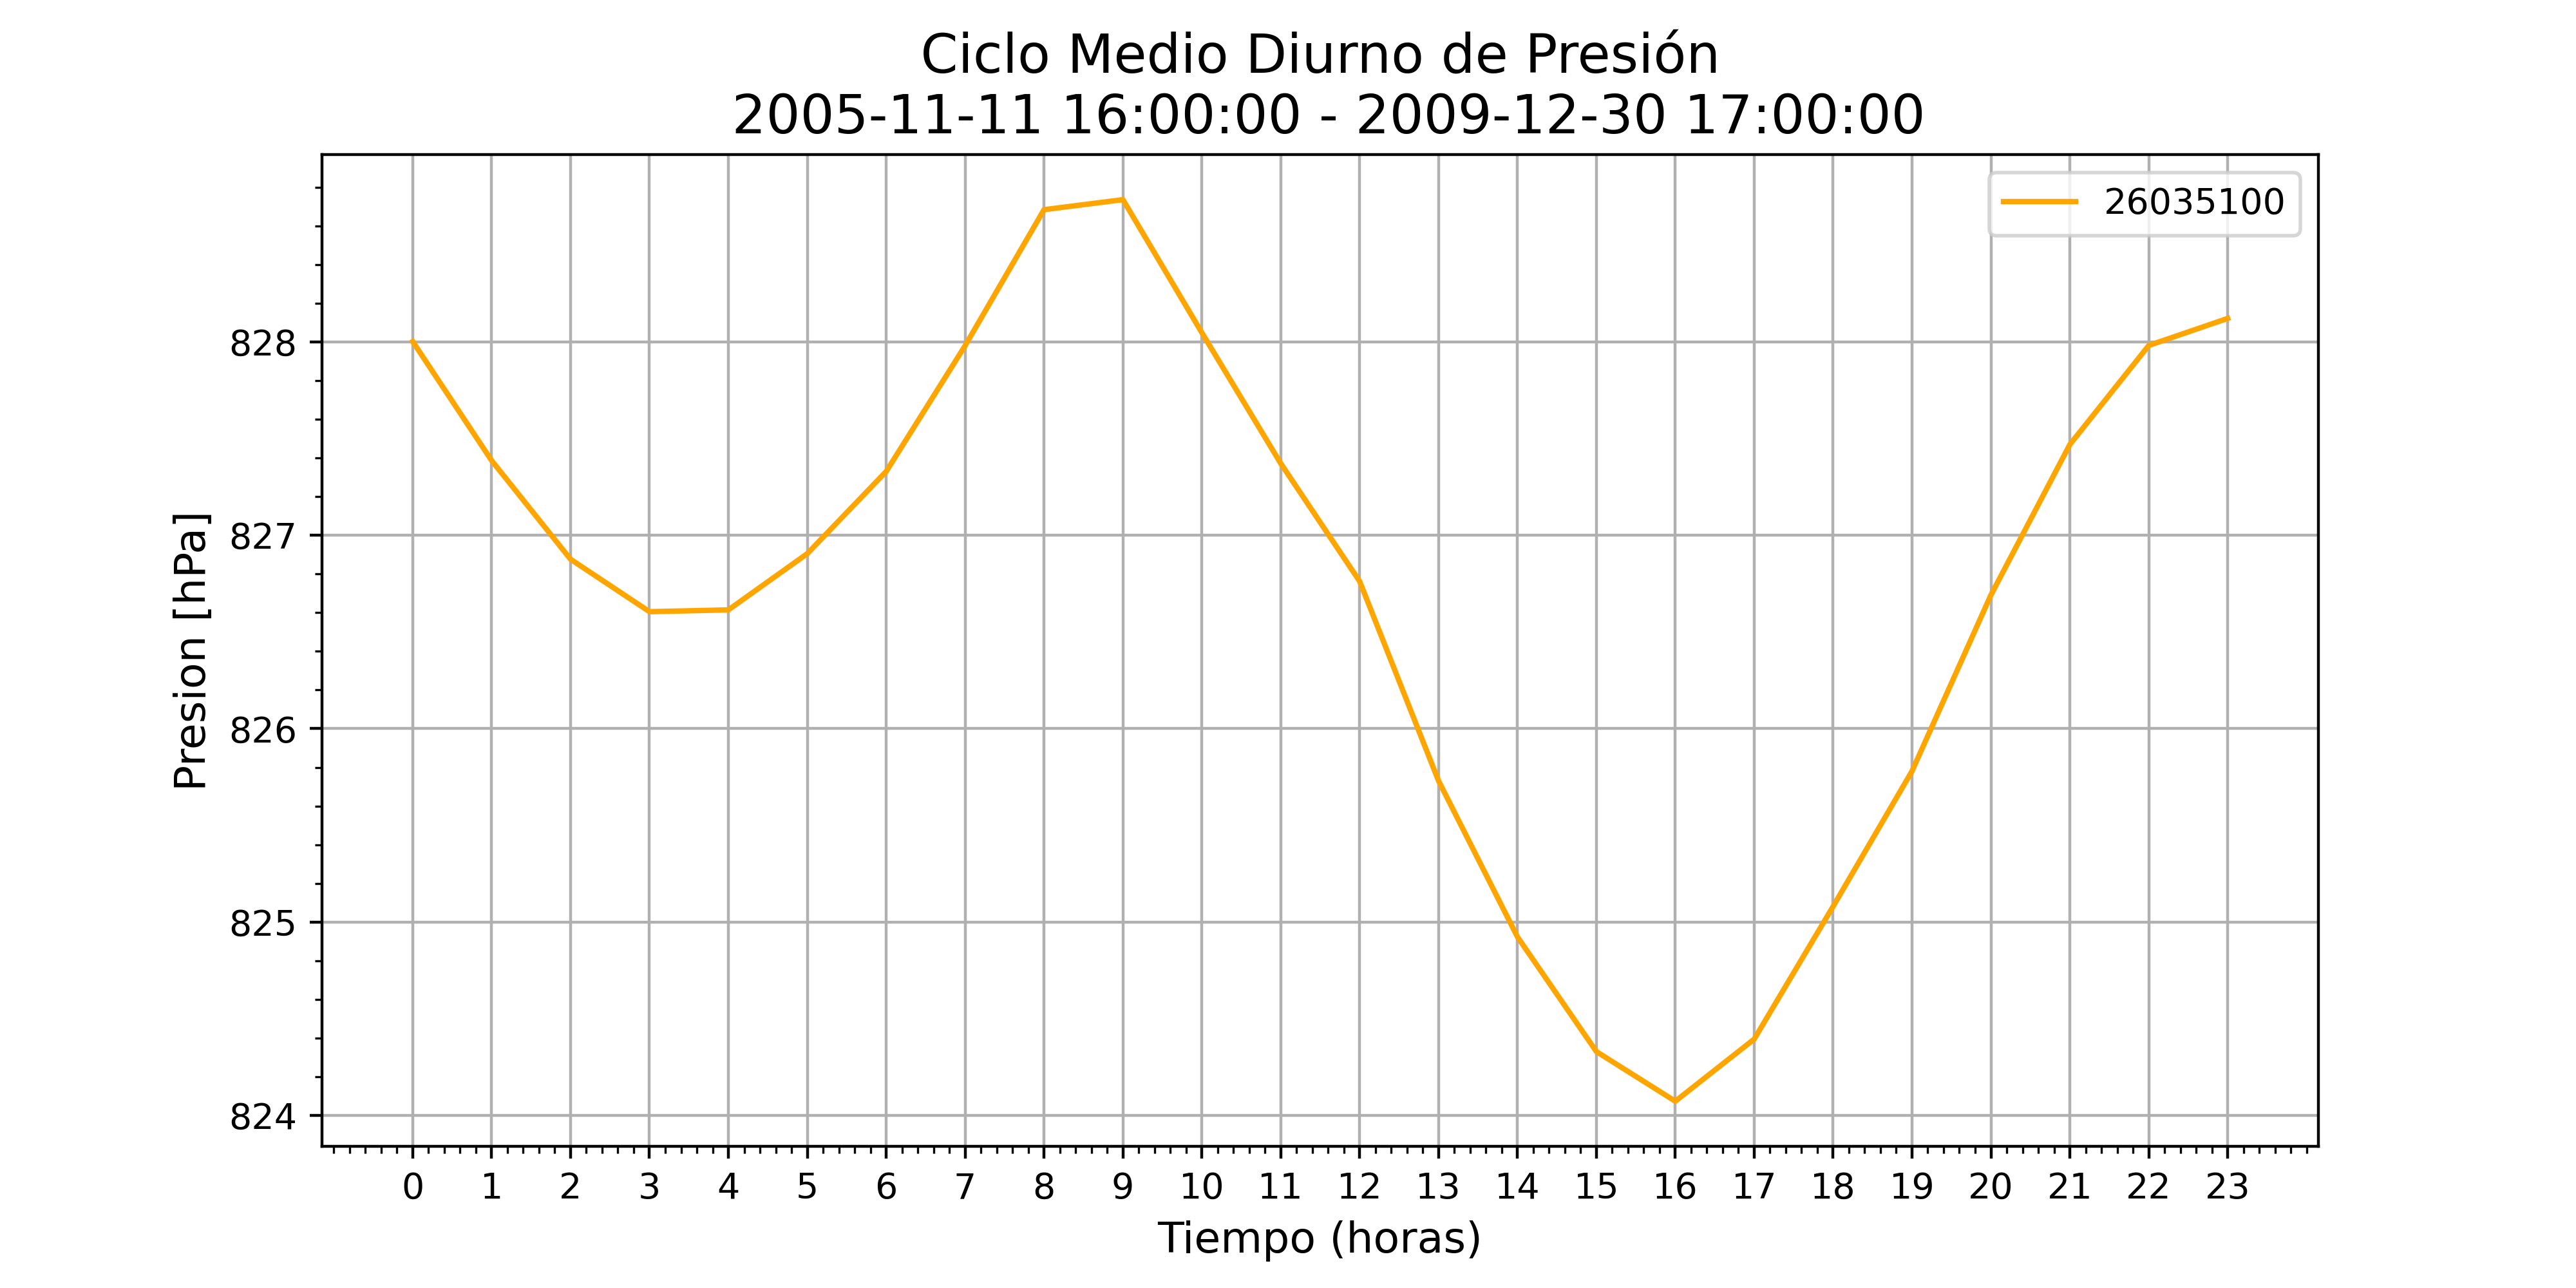 Ciclo Medio Diurno de Presión
2005-11-11 16:00:00 - 2009-12-30 17:00:00
26035100
Presion [hPa]
828
827
826
825
824
0 1 2 3 4 5 6 7 8 9 10 11 12 13 14 15 16 17 18 19 20 21 22 23
Tiempo (horas)